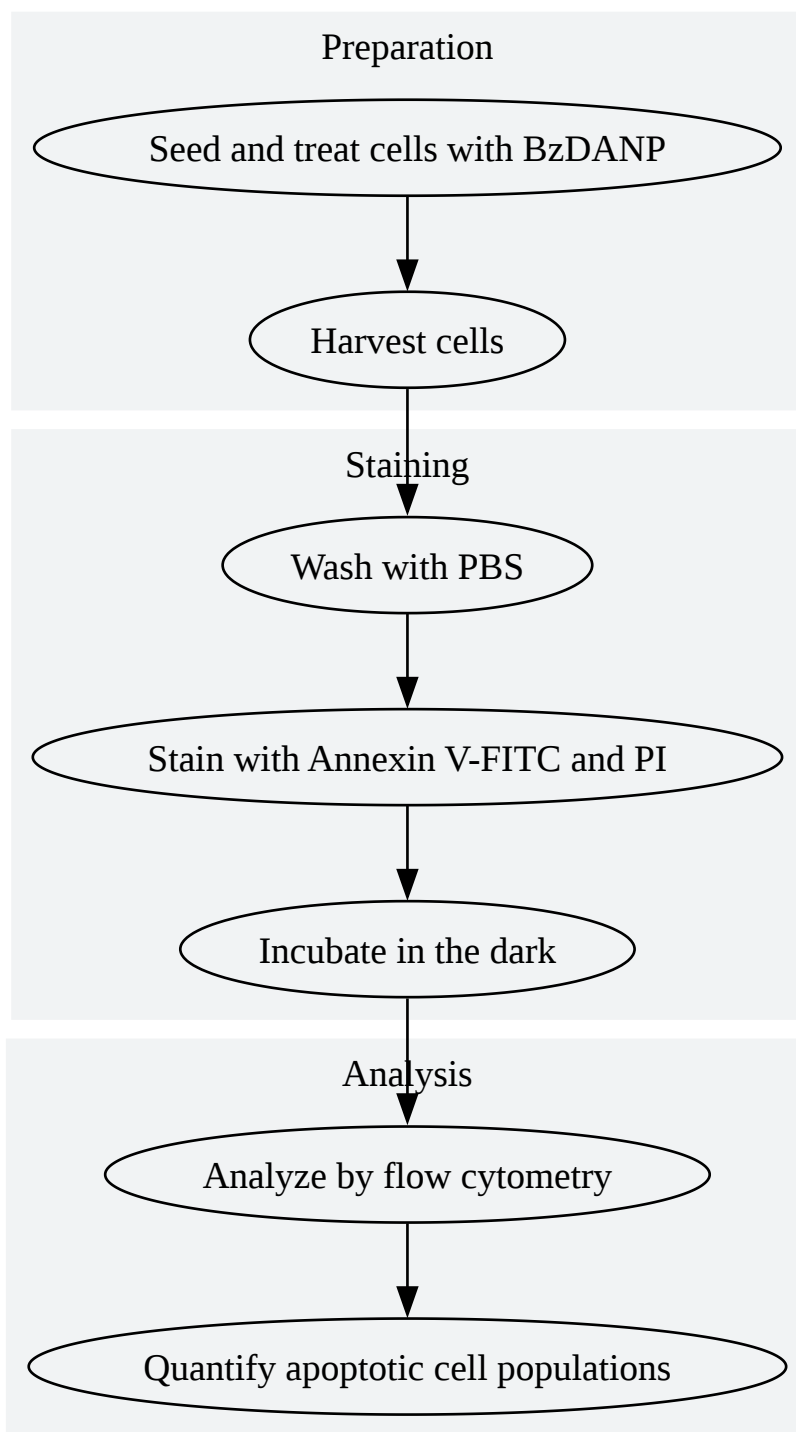 Preparation
Seed and treat cells with BzDANP
Harvest cells
Staining
Wash with PBS
Stain with Annexin V-FITC and PI
Incubate in the dark
Analysis
Analyze by flow cytometry
Quantify apoptotic cell populations